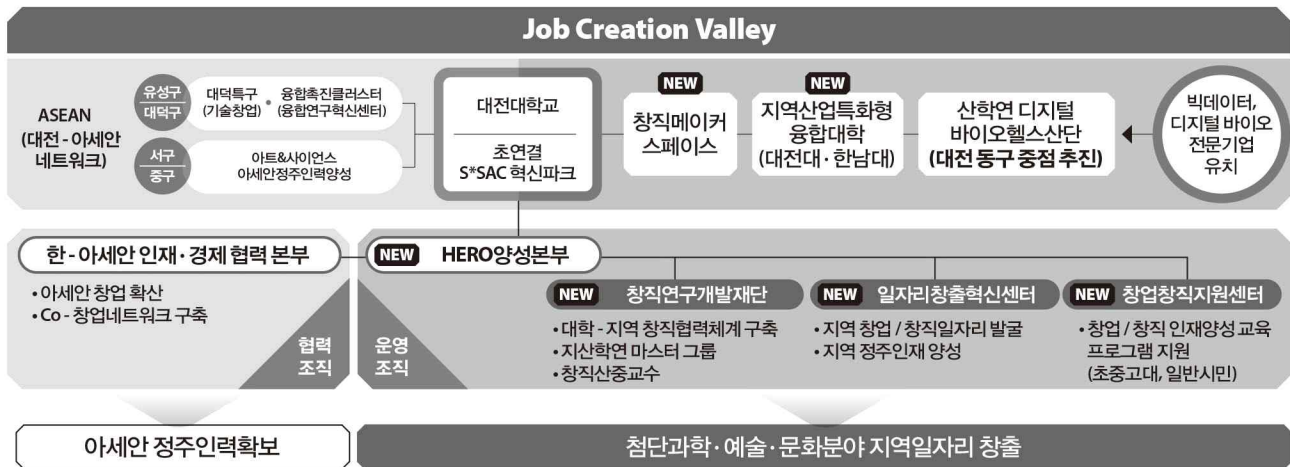 Job Creation Valley
ASEAN
(대전 - 아세안
네트워크)
유성구
대덕구
대덕특구
(기술창업)
•
융합촉진클러스터
(융합연구혁신센터)
서구
중구
아트&사이언스
아세안정주인력양성
대전대학교
초연결
S*SAC 혁신파크
NEW
창직메이커
스페이스
NEW
지역산업특화형
융합대학
(대전대 · 한남대)
산학연 디지털
바이오헬스산단
(대전 동구 중점 추진)
빅데이터,
디지털 바이오
전문기업
유치
한 - 아세안 인재 · 경제 협력 본부
• 아세안 창업 확산
• Co - 창업네트워크 구축
협력
조직
NEW HERO양성본부
운영
조직
NEW 창직연구개발재단
• 대학 - 지역 창직협력체계 구축
• 지산학연 마스터 그룹
• 창직산중교수
NEW 일자리창출혁신센터
• 지역 창업 / 창직일자리 발굴
• 지역 정주인재 양성
NEW 창업창직지원센터
• 창업 / 창직 인재양성 교육
프로그램 지원
(초중고대, 일반시민)
아세안 정주인력확보
첨단과학 · 예술 · 문화분야 지역일자리 창출